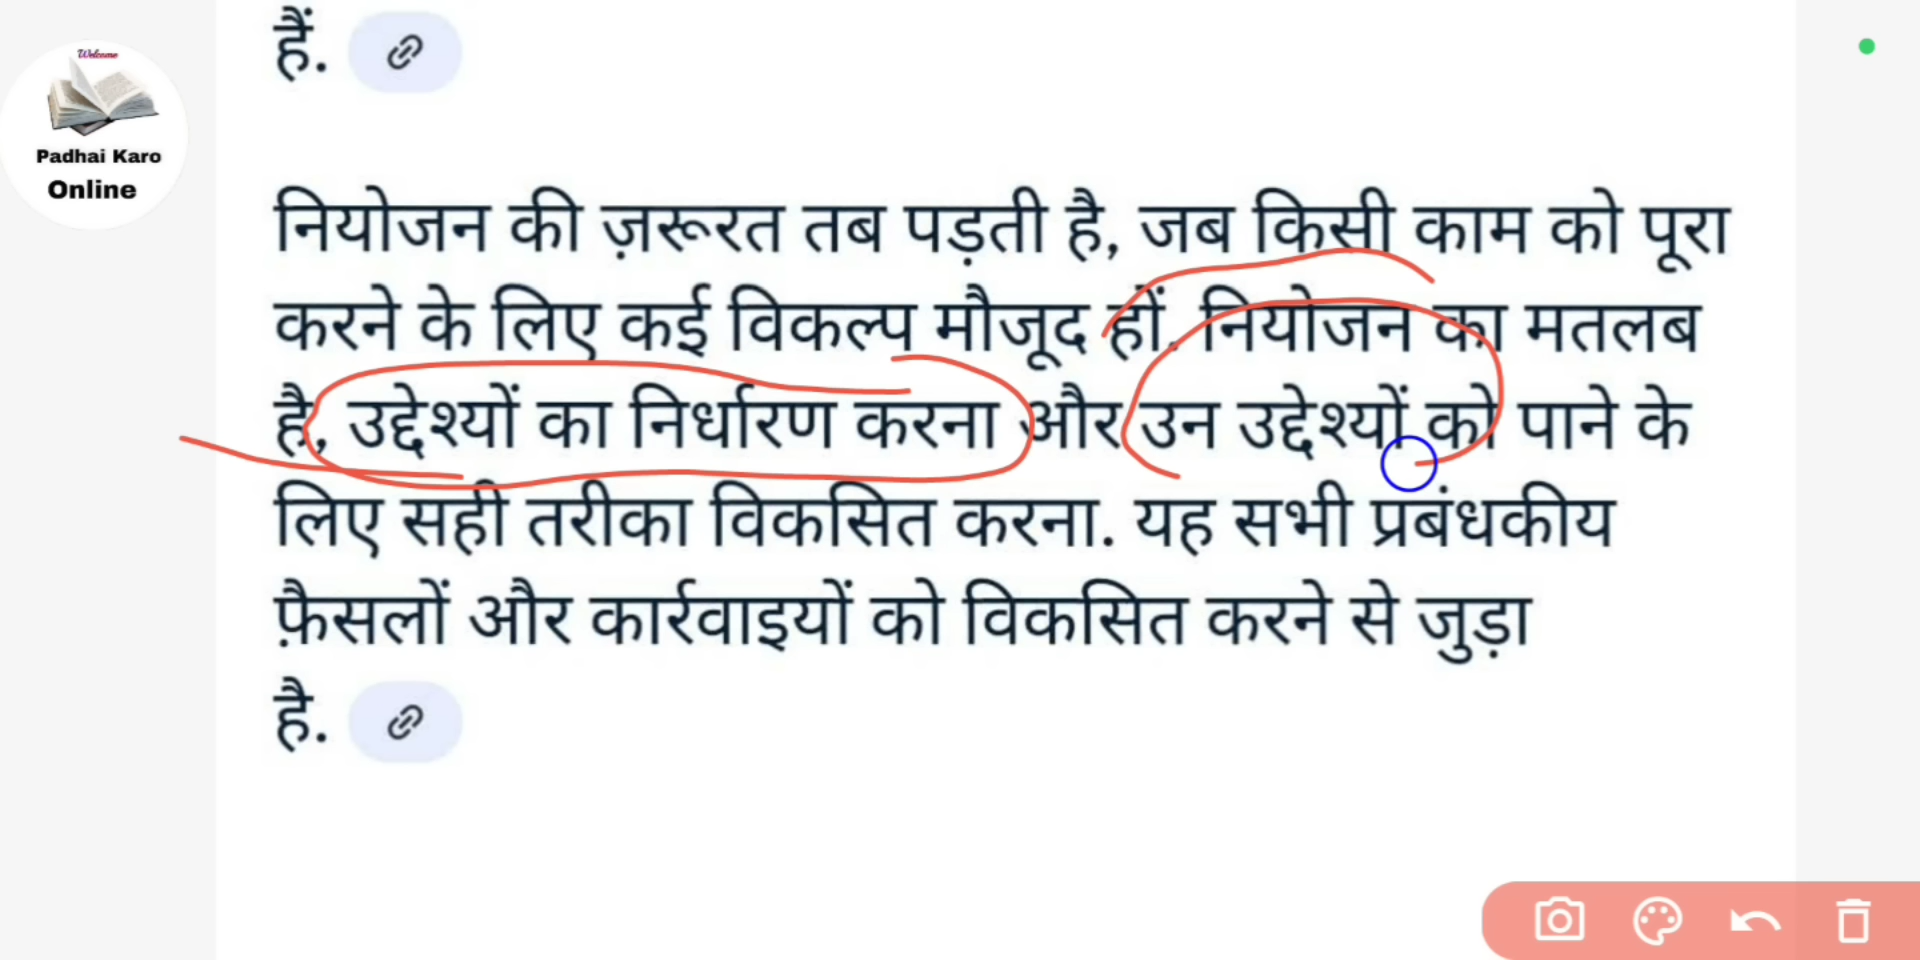 हैं.
Welcome
Padhai Karo
Online
नियोजन की ज़रूरत तब पड़ती है, जब किसी काम को पूरा
करने के लिए कई विकल्प मौजूद हों. नियोजन का मतलब
है, उद्देश्यों का निर्धारण करना और उन उद्देश्यों को पाने के
लिए सही तरीका विकसित करना. यह सभी प्रबंधकीय
फ़ैसलों और कार्रवाइयों को विकसित करने से जुड़ा
है.